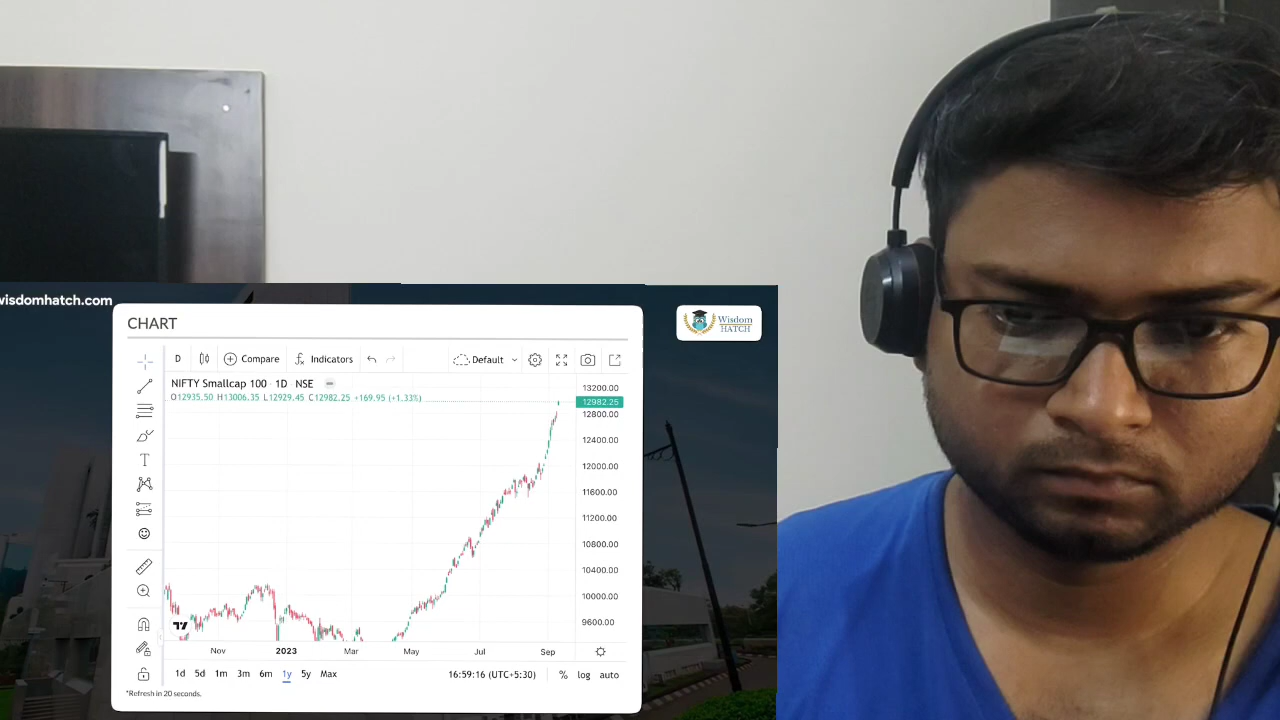 wisdomhatch.com
Wisdom
HATCH
CHART
D
Compare
Indicators
Default
NIFTY Smallcap 100 · 1D NSE
O12935.50 H13006.35 L12929.45 C12982.25 +169.95 (+1.33%)
13200.00
12982.25
12800.00
12400.00
12000.00
11600.00
11200.00
10800.00
10400.00
10000.00
9600.00
Nov 2023 Mar May Jul Sep
1d 5d 1m 3m 6m 1y 5y Max
16:59:16 (UTC+5:30) % log auto
*Refresh in 20 seconds.